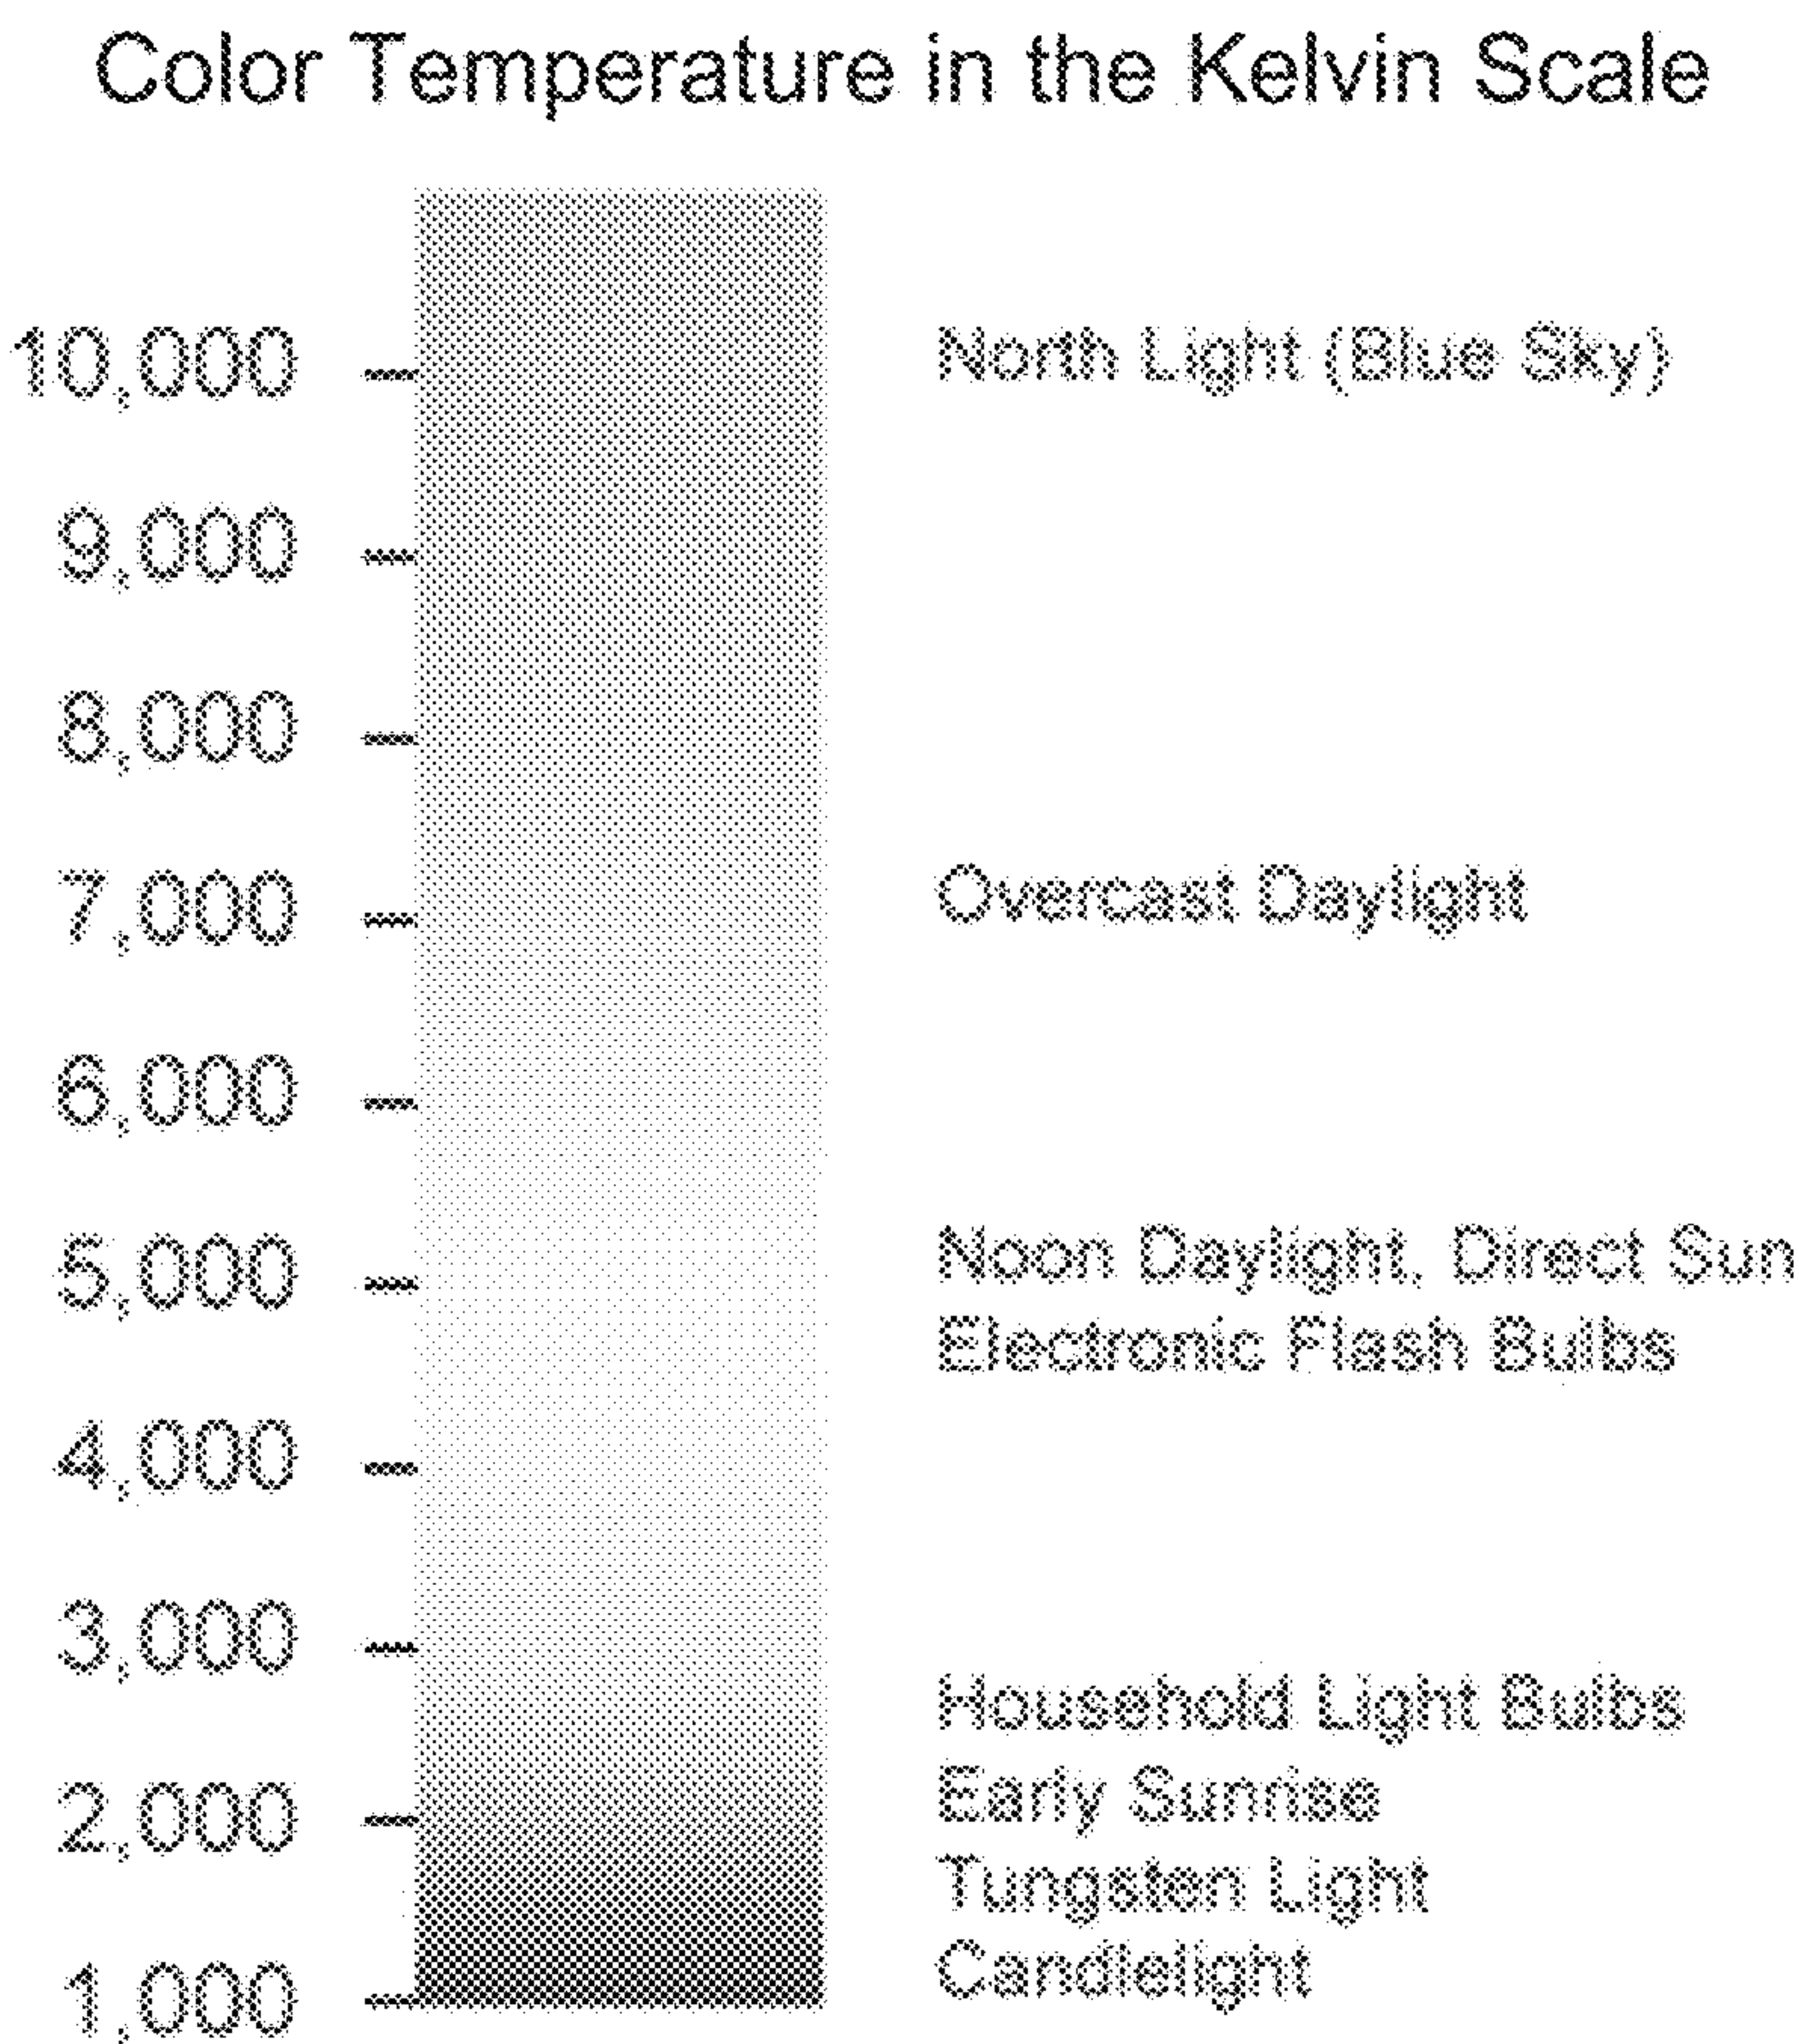 Color Temperature in the Kelvin Scale
10,000 North Light (Blue Sky)
9,000
8,000
7,000 Overcast Daylight
6,000
5,000 Noon Daylight, Direct Sun
Electronic Flash Bulbs
4,000
3,000
Household Light Bulbs
2,000 Early Sunrise
Tungsten Light
Candlelight
1,000